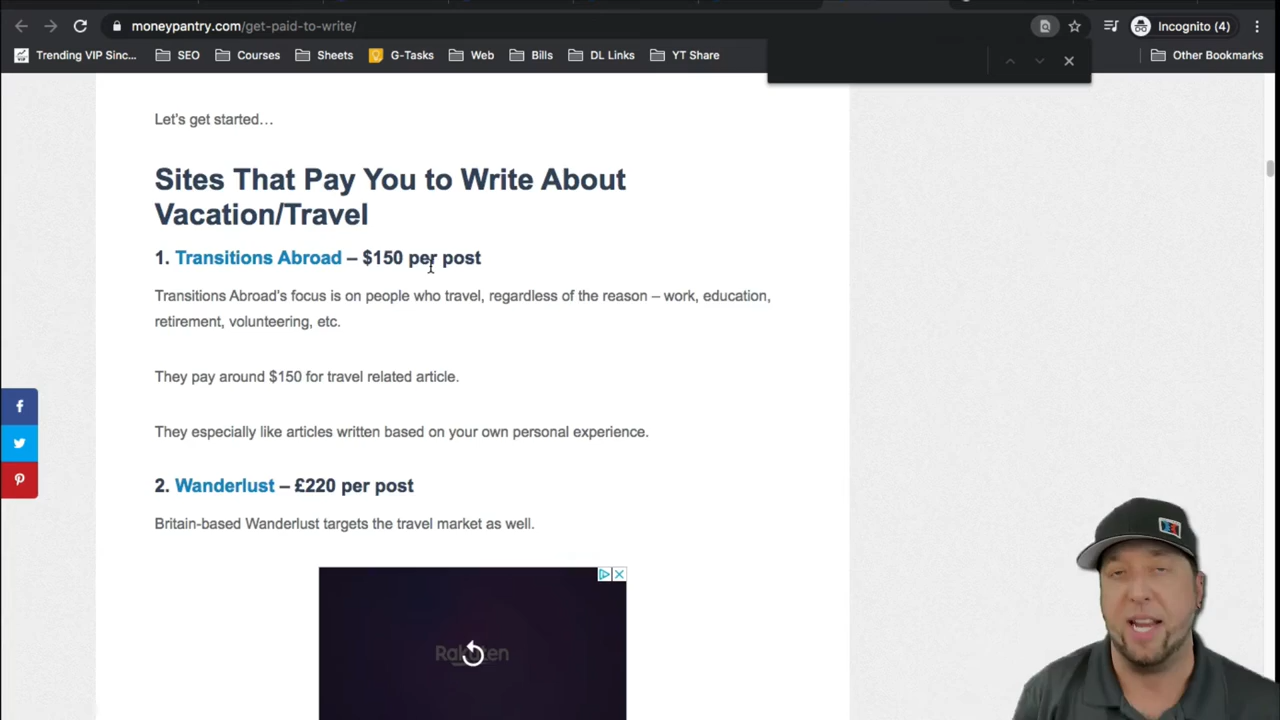 moneypantry.com/get-paid-to-write/
Incognito (4)
Trending VIP Sinc...
SEO
Courses
Sheets
G-Tasks
Web
Bills
DL Links
YT Share
Other Bookmarks
Let's get started…
Sites That Pay You to Write About
Vacation/Travel
1. Transitions Abroad – $150 per post
Transitions Abroad's focus is on people who travel, regardless of the reason – work, education,
retirement, volunteering, etc.
They pay around $150 for travel related article.
They especially like articles written based on your own personal experience.
2. Wanderlust – £220 per post
Britain-based Wanderlust targets the travel market as well.
Rakuten